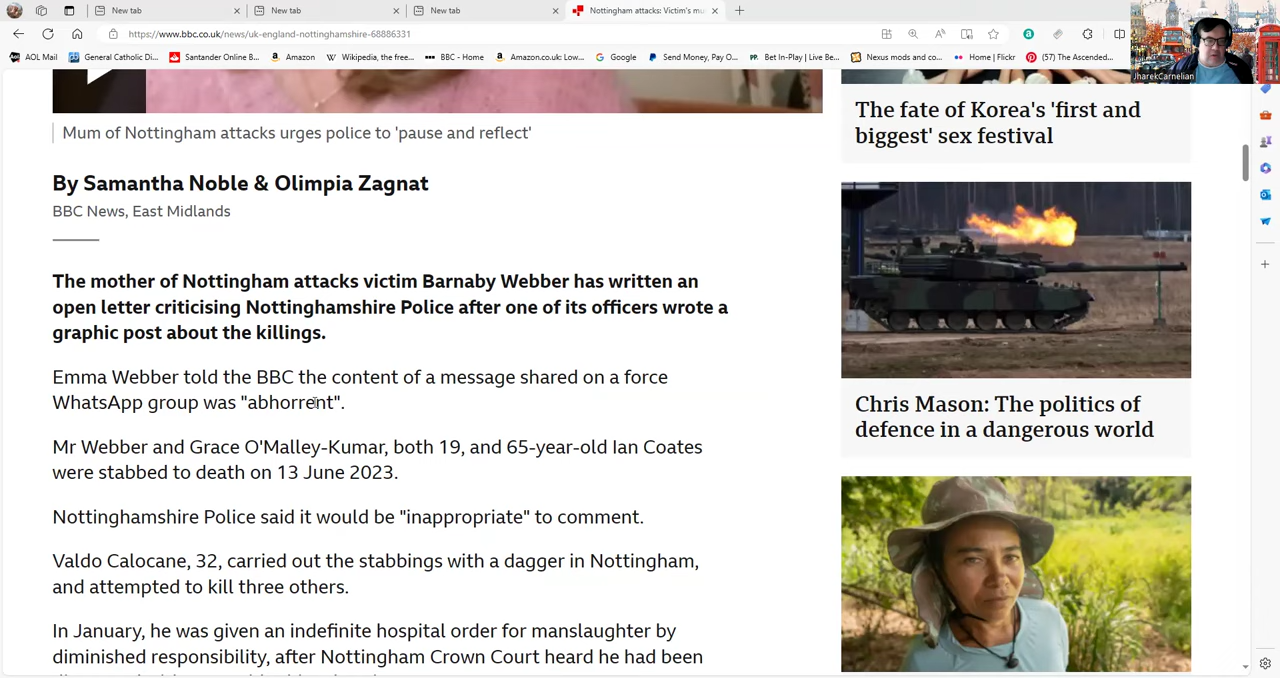 New tab
New tab
New tab
Nottingham attacks: Victim's mu
https://www.bbc.co.uk/news/uk-england-nottinghamshire-68886331
AOL Mail
General Catholic Di...
Santander Online B...
Amazon
Wikipedia, the free...
BBC - Home
Amazon.co.uk: Low...
Google
Send Money, Pay O...
Bet In-Play | Live Be...
Nexus mods and co...
Home | Flickr
(57) The Ascended...
JharekCarnelian
Mum of Nottingham attacks urges police to 'pause and reflect'
By Samantha Noble & Olimpia Zagnat
BBC News, East Midlands
The mother of Nottingham attacks victim Barnaby Webber has written an
open letter criticising Nottinghamshire Police after one of its officers wrote a
graphic post about the killings.
Emma Webber told the BBC the content of a message shared on a force
WhatsApp group was "abhorrent".
Mr Webber and Grace O'Malley-Kumar, both 19, and 65-year-old Ian Coates
were stabbed to death on 13 June 2023.
Nottinghamshire Police said it would be "inappropriate" to comment.
Valdo Calocane, 32, carried out the stabbings with a dagger in Nottingham,
and attempted to kill three others.
In January, he was given an indefinite hospital order for manslaughter by
diminished responsibility, after Nottingham Crown Court heard he had been
The fate of Korea's 'first and
biggest' sex festival
Chris Mason: The politics of
defence in a dangerous world